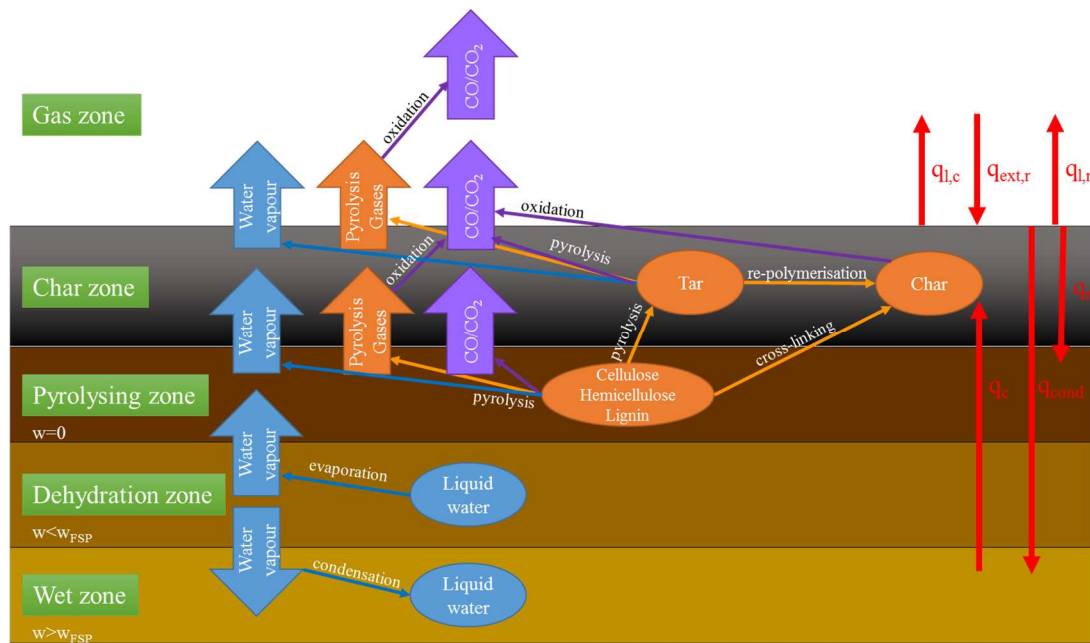 Gas zone
CO/CO₂
oxidation
Water
vapour
Pyrolysis
Gases
CO/CO₂
oxidation
q_l,c
q_ext,r
Char zone
oxidation
pyrolysis
Tar
re-polymerisation
Char
Water
vapour
Pyrolysis
Gases
CO/CO₂
pyrolysis
cross-linking
Pyrolysing zone
w=0
pyrolysis
Cellulose
Hemicellulose
Lignin
q_c
q_cond
Water
vapour
Dehydration zone
w<w_FSP
evaporation
Liquid
water
Water
vapour
Wet zone
w>w_FSP
condensation
Liquid
water